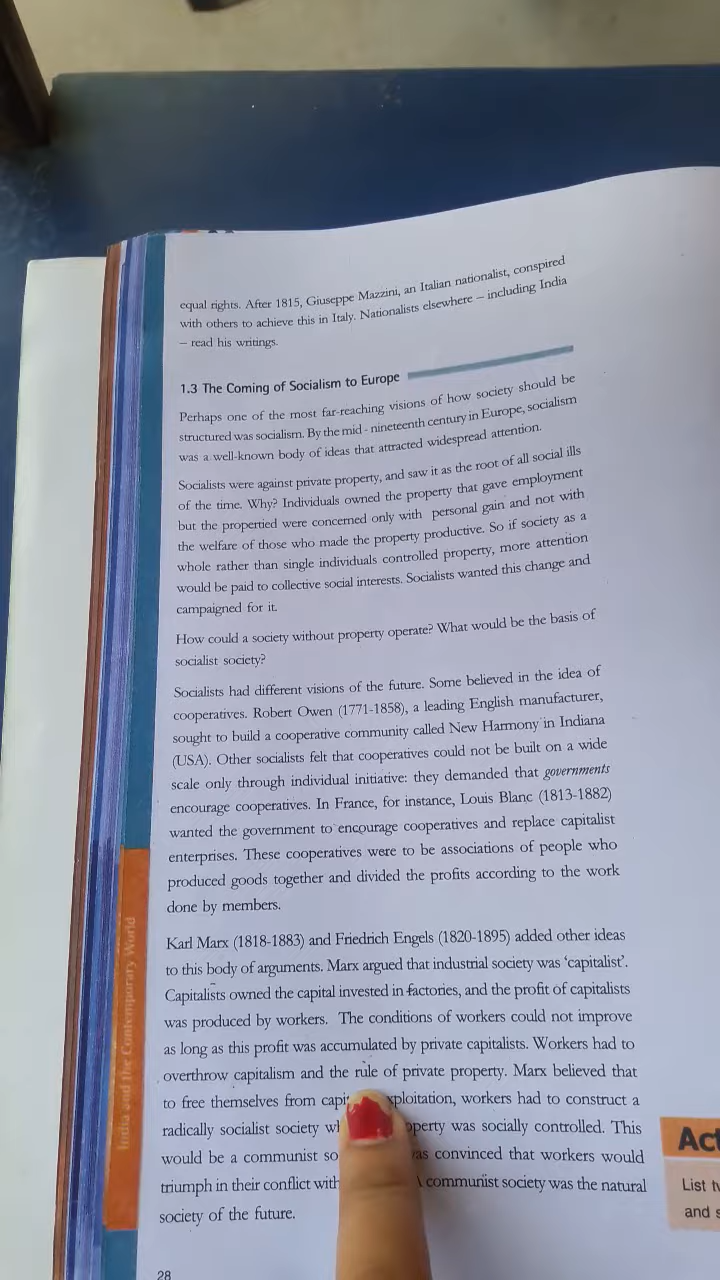 equal rights. After 1815, Giuseppe Mazzini, an Italian nationalist, conspired
with others to achieve this in Italy. Nationalists elsewhere – including India
– read his writings.
1.3 The Coming of Socialism to Europe
Perhaps one of the most far-reaching visions of how society should be
structured was socialism. By the mid - nineteenth century in Europe, socialism
was a well-known body of ideas that attracted widespread attention.
Socialists were against private property, and saw it as the root of all social ills
of the time. Why? Individuals owned the property that gave employment
but the propertied were concerned only with personal gain and not with
the welfare of those who made the property productive. So if society as a
whole rather than single individuals controlled property, more attention
would be paid to collective social interests. Socialists wanted this change and
campaigned for it.
How could a society without property operate? What would be the basis of
socialist society?
Socialists had different visions of the future. Some believed in the idea of
cooperatives. Robert Owen (1771-1858), a leading English manufacturer,
sought to build a cooperative community called New Harmony in Indiana
(USA). Other socialists felt that cooperatives could not be built on a wide
scale only through individual initiative: they demanded that governments
encourage cooperatives. In France, for instance, Louis Blanc (1813-1882)
wanted the government to encourage cooperatives and replace capitalist
enterprises. These cooperatives were to be associations of people who
produced goods together and divided the profits according to the work
done by members.
Karl Marx (1818-1883) and Friedrich Engels (1820-1895) added other ideas
to this body of arguments. Marx argued that industrial society was ‘capitalist’.
Capitalists owned the capital invested in factories, and the profit of capitalists
was produced by workers. The conditions of workers could not improve
as long as this profit was accumulated by private capitalists. Workers had to
overthrow capitalism and the rule of private property. Marx believed that
to free themselves from workers had to construct a
radically socialist society was socially controlled. This
would be a communist convinced that workers would
triumph in their conflict communist society was the natural
society of the future.
28
India and the Contemporary World
Act
List
and